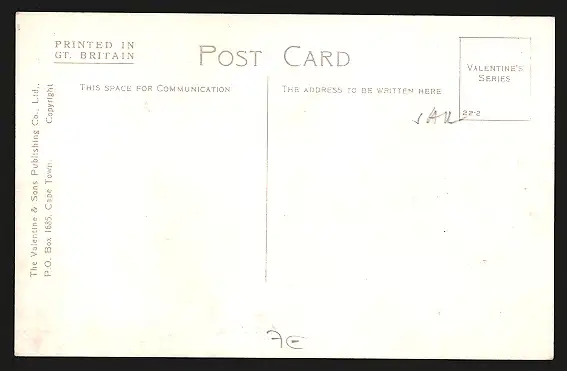 PRINTED IN
GT. BRITAIN
POST CARD
VALENTINE'S
SERIES
THIS SPACE FOR COMMUNICATION
THE ADDRESS TO BE WRITTEN HERE
22-2
The Valentine & Sons Publishing Co., Ltd.,
P.O. Box 1685, Cape Town. Copyright
7E